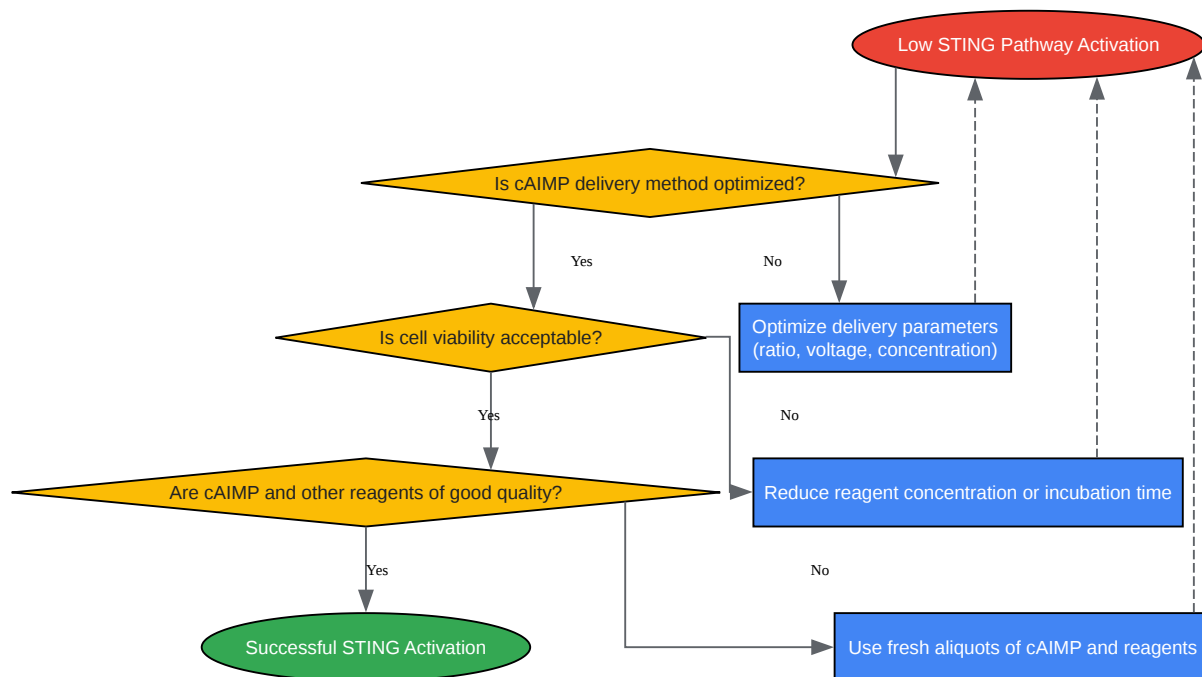 Low STING Pathway Activation
Is cAIMP delivery method optimized?
Yes
No
Optimize delivery parameters
(ratio, voltage, concentration)
Is cell viability acceptable?
Yes
No
Reduce reagent concentration or incubation time
Are cAIMP and other reagents of good quality?
Yes
No
Successful STING Activation
Use fresh aliquots of cAIMP and reagents